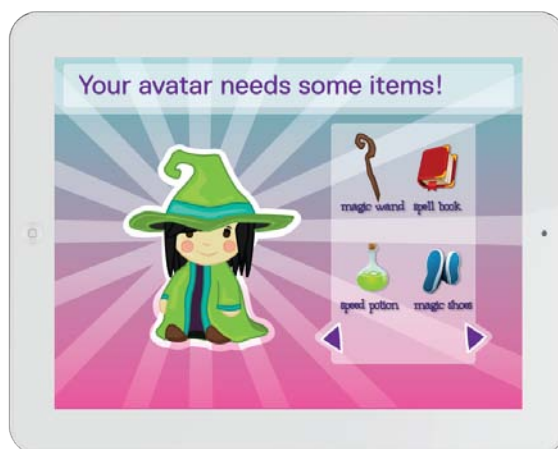 Your avatar needs some items!
magic wand spell book
speed potion magic shoes